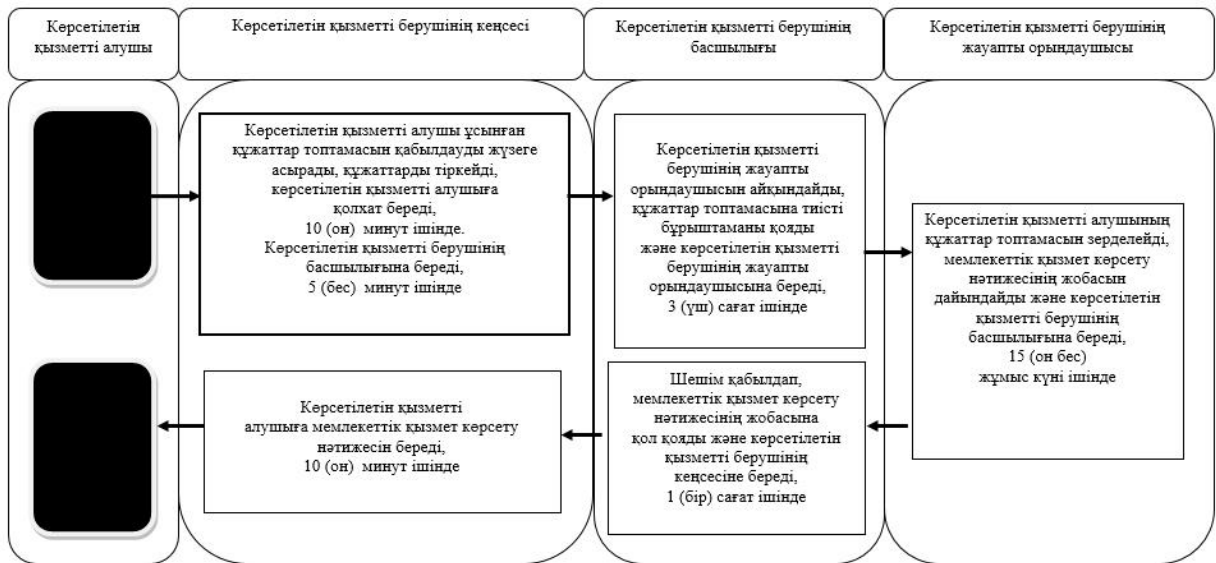 Көрсетілетін
қызметті алушы
Көрсетілетін қызметті берушінің кеңсесі
Көрсетілетін қызметті берушінің
басшылығы
Көрсетілетін қызметті берушінің
жауапты орындаушысы
Көрсетілетін қызметті алушы ұсынған
құжаттар топтамасын қабылдауды жүзеге
асырады, құжаттарды тіркейді,
көрсетілетін қызметті алушыға
қолхат береді,
10 (он) минут ішінде.
Көрсетілетін қызметті берушінің
басшылығына береді,
5 (бес) минут ішінде
Көрсетілетін қызметті
берушінің жауапты
орындаушысын айқындайды,
құжаттар топтамасына тиісті
бұрыштаманы қояды
және көрсетілетін қызметті
берушінің жауапты
орындаушысына береді,
3 (үш) сағат ішінде
Көрсетілетін қызметті алушының
құжаттар топтамасын зерделейді,
мемлекеттік қызмет көрсету
нәтижесінің жобасын
дайындайды және көрсетілетін
қызметті берушінің
басшылығына береді,
15 (он бес)
жұмыс күні ішінде
Шешім қабылдап,
мемлекеттік қызмет көрсету
нәтижесінің жобасына
қол қояды және көрсетілетін
қызметті берушінің
кеңсесіне береді,
1 (бір) сағат ішінде
Көрсетілетін қызметті
алушыға мемлекеттік қызмет көрсету
нәтижесін береді,
10 (он) минут ішінде